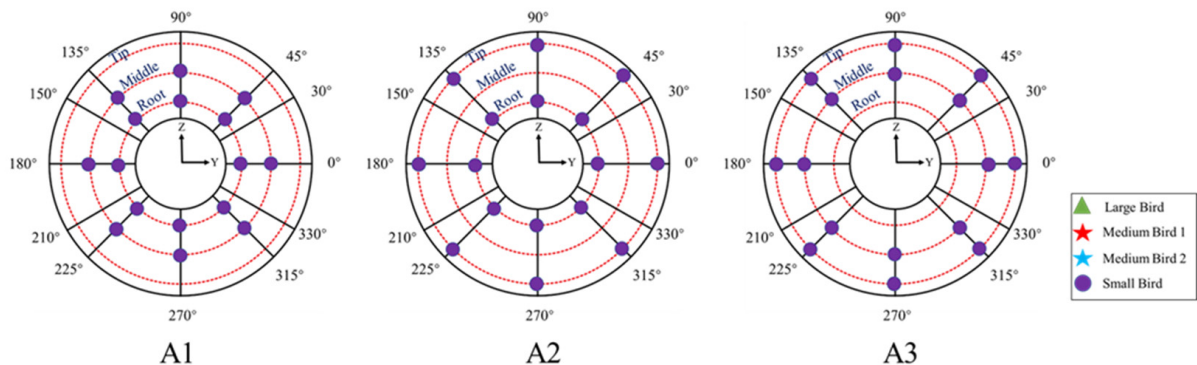 90°
135°
45°
Tip
150°
Middle
30°
Root
Z
180°
Y
0°
210°
330°
225°
315°
270°
A1
90°
135°
45°
Tip
150°
Middle
30°
Root
Z
180°
Y
0°
210°
330°
225°
315°
270°
A2
90°
135°
45°
Tip
150°
Middle
30°
Root
Z
180°
Y
0°
210°
330°
225°
315°
270°
A3
Large Bird
Medium Bird 1
Medium Bird 2
Small Bird